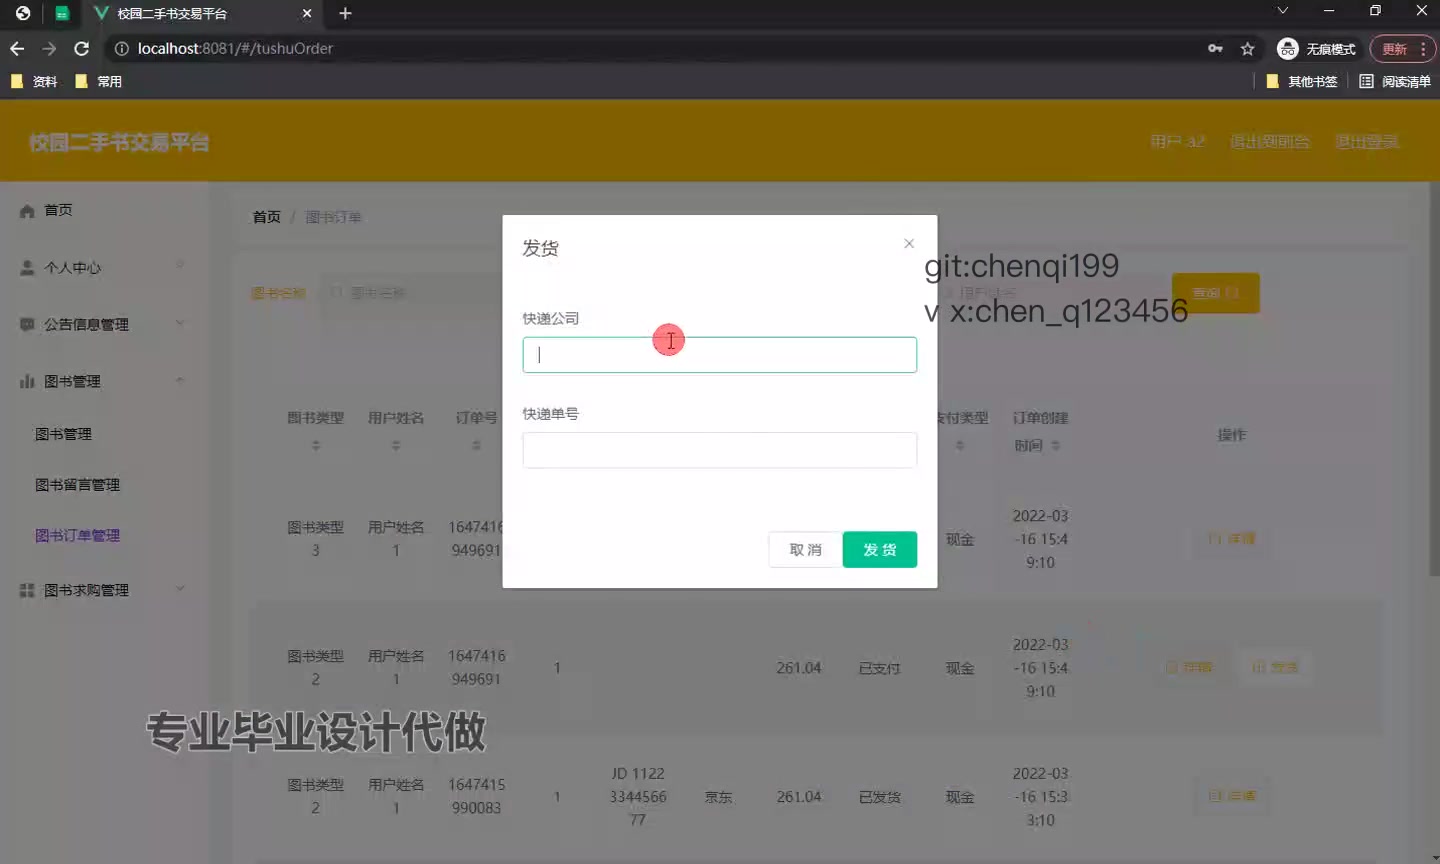 校园二手书交易平台
localhost:8081/#/tushuOrder
无痕模式
更新
资料
常用
其他书签
阅读清单
校园二手书交易平台
用户 a2
退出到前台
退出登录
首页
个人中心
公告信息管理
图书管理
图书管理
图书留言管理
图书订单管理
图书求购管理
首页 / 图书订单
图书名称
图书名称
查询
git:chenqi199
v x:chen_q123456
发货
快递公司
快递单号
取 消
发 货
图书类型
用户姓名
订单号
支付类型
订单创建
时间
操作
图书类型
3
用户姓名
1
1647416
949691
现金
2022-03
-16 15:4
9:10
详情
图书类型
2
用户姓名
1
1647416
949691
1
261.04
已支付
现金
2022-03
-16 15:4
9:10
详情
发货
图书类型
2
用户姓名
1
1647415
990083
1
JD 1122
3344566
77
京东
261.04
已发货
现金
2022-03
-16 15:3
3:10
详情
专业毕业设计代做